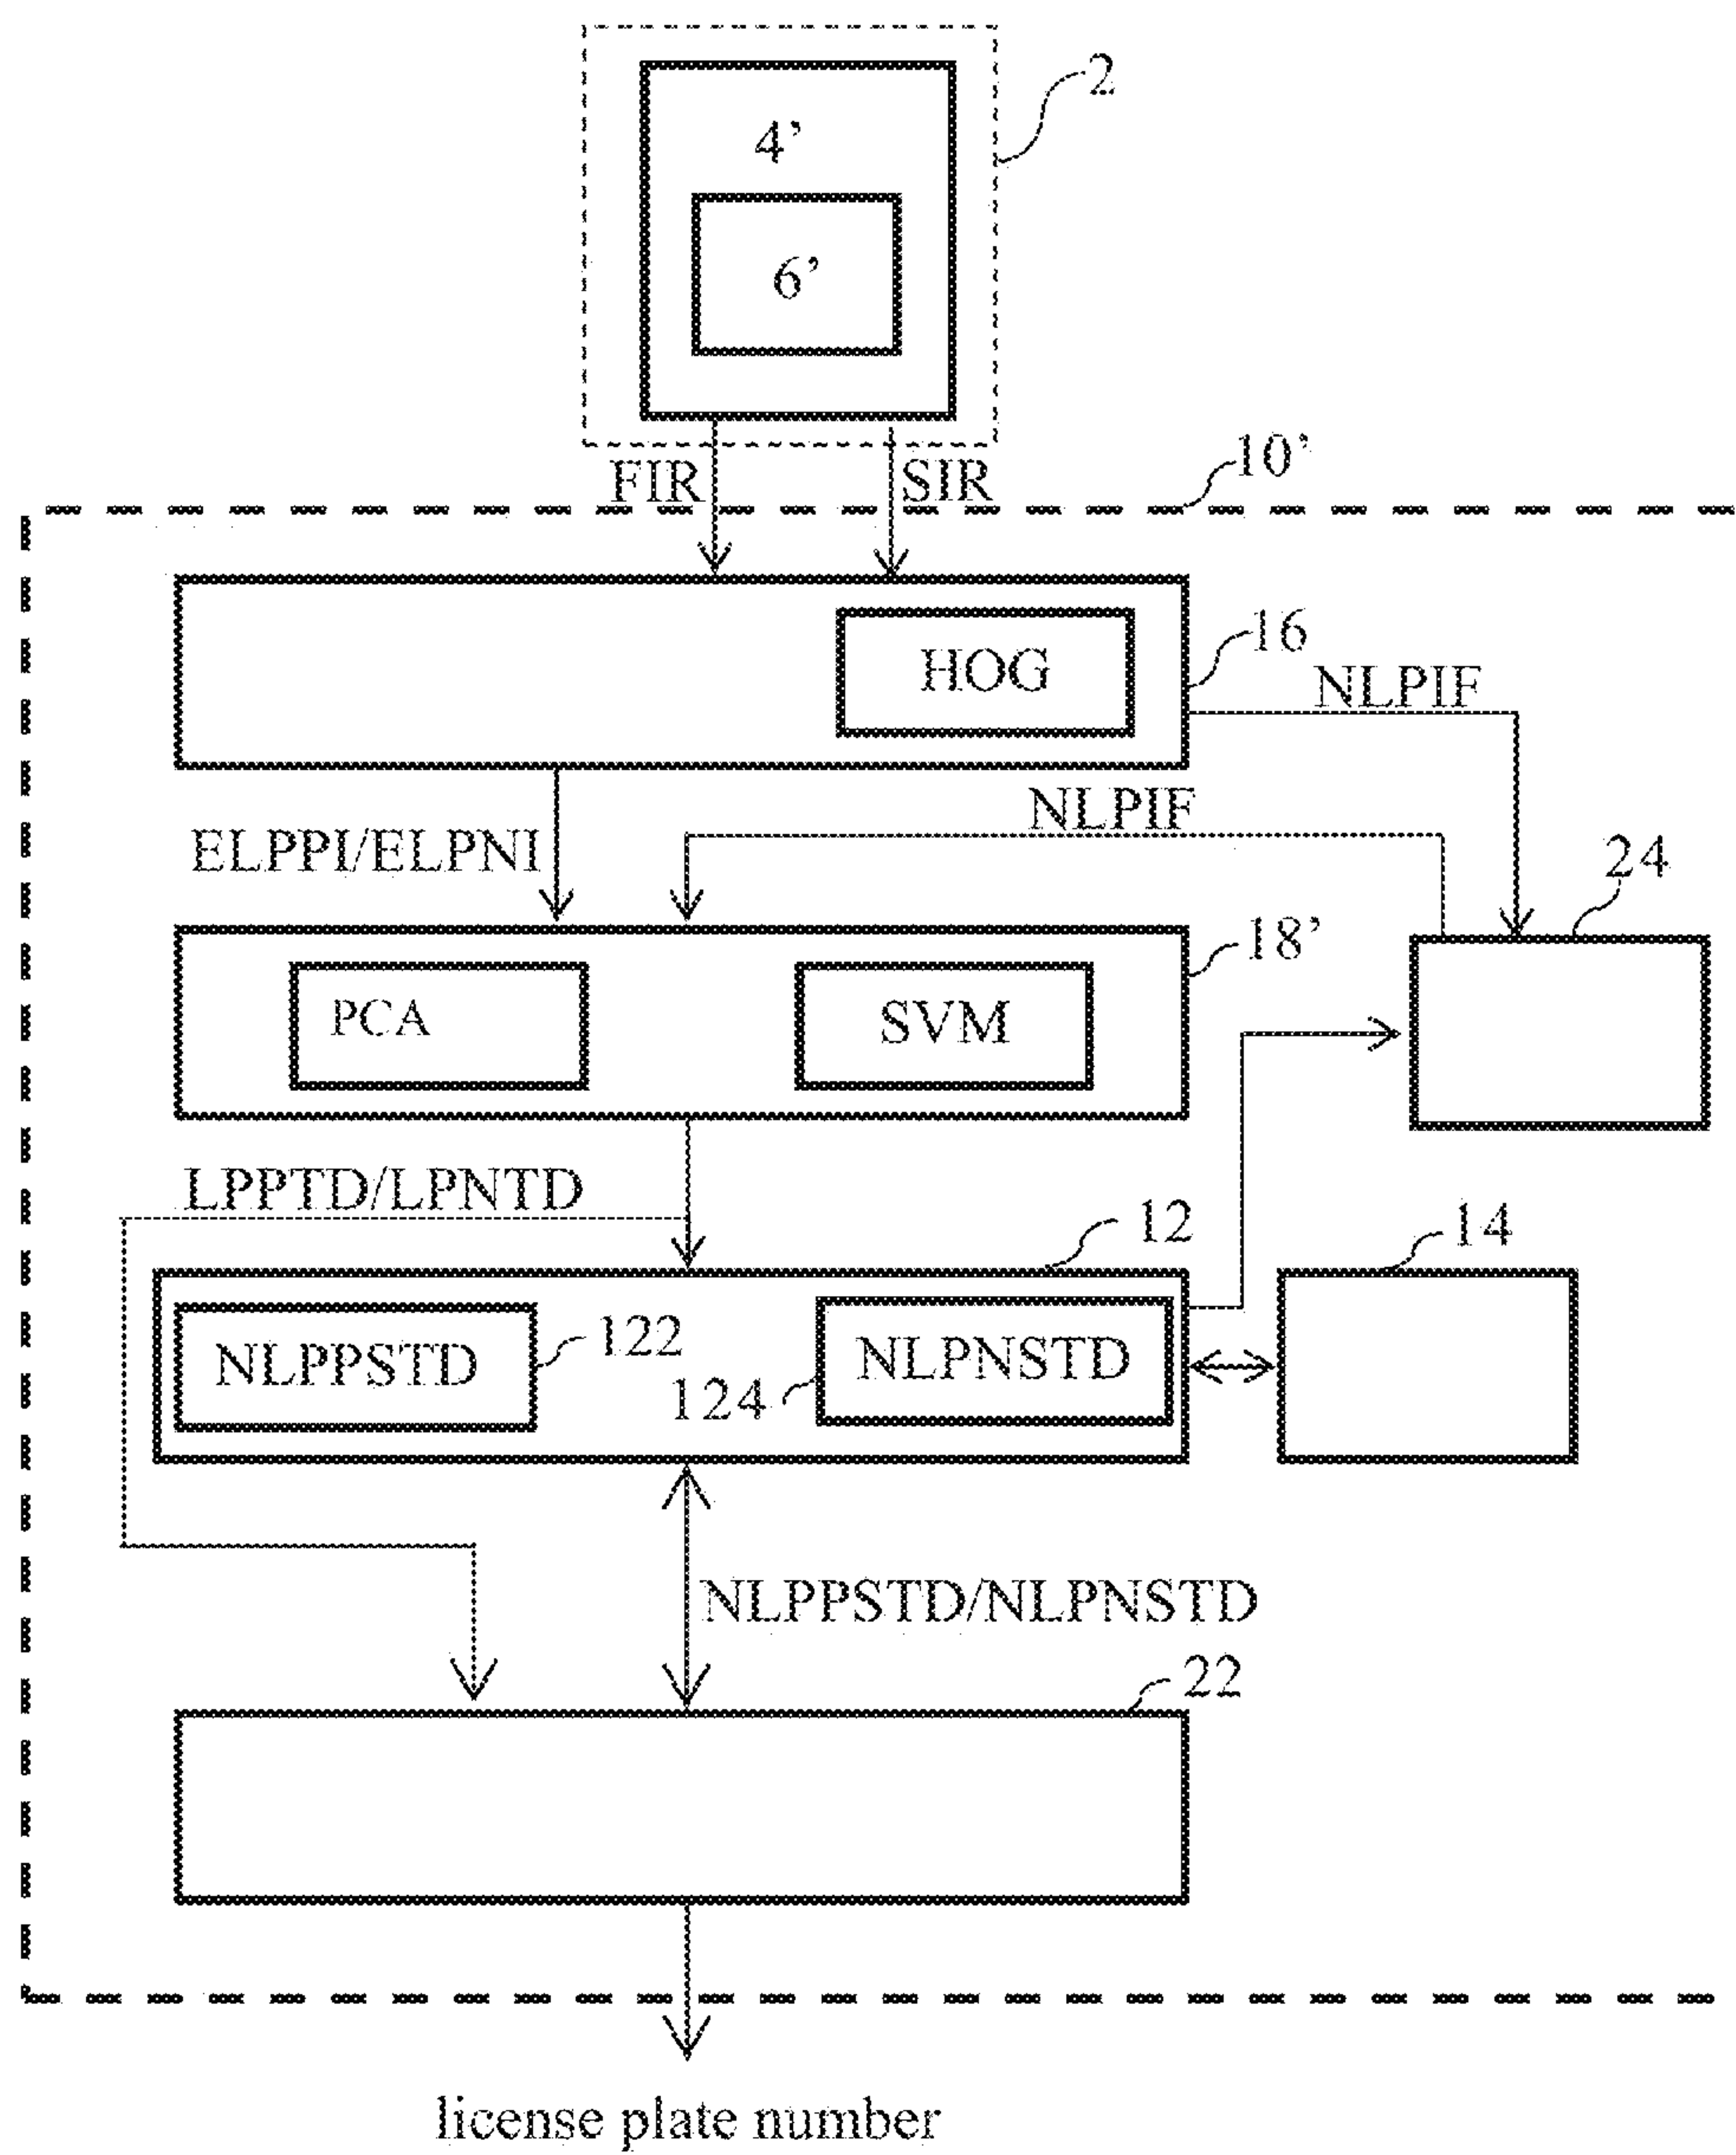 2
4’
6’
FIR
SIR
10’
HOG
16
NLPIF
NLPIF
ELPPI/ELPNI
24
18’
PCA
SVM
LPPTD/LPNTD
12
14
NLPPSTD
122
124
NLPNSTD
NLPPSTD/NLPNSTD
22
license plate number